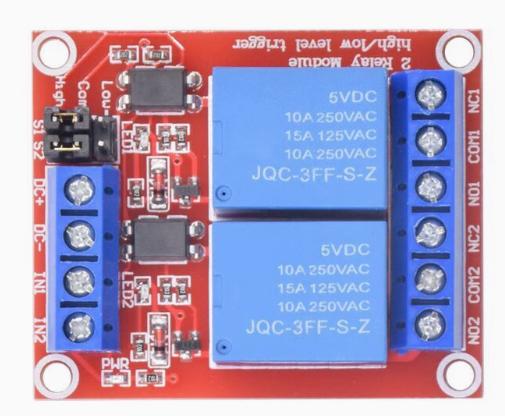 2 Relay Module
high/low level trigger
Low
Com
High
S1 S2
LED1
DC+
DC-
IN1
IN2
LED2
PWR
5VDC
10A 250VAC
15A 125VAC
10A 250VAC
JQC-3FF-S-Z
5VDC
10A 250VAC
15A 125VAC
10A 250VAC
JQC-3FF-S-Z
NC1
COM1
NO1
NC2
COM2
NO2